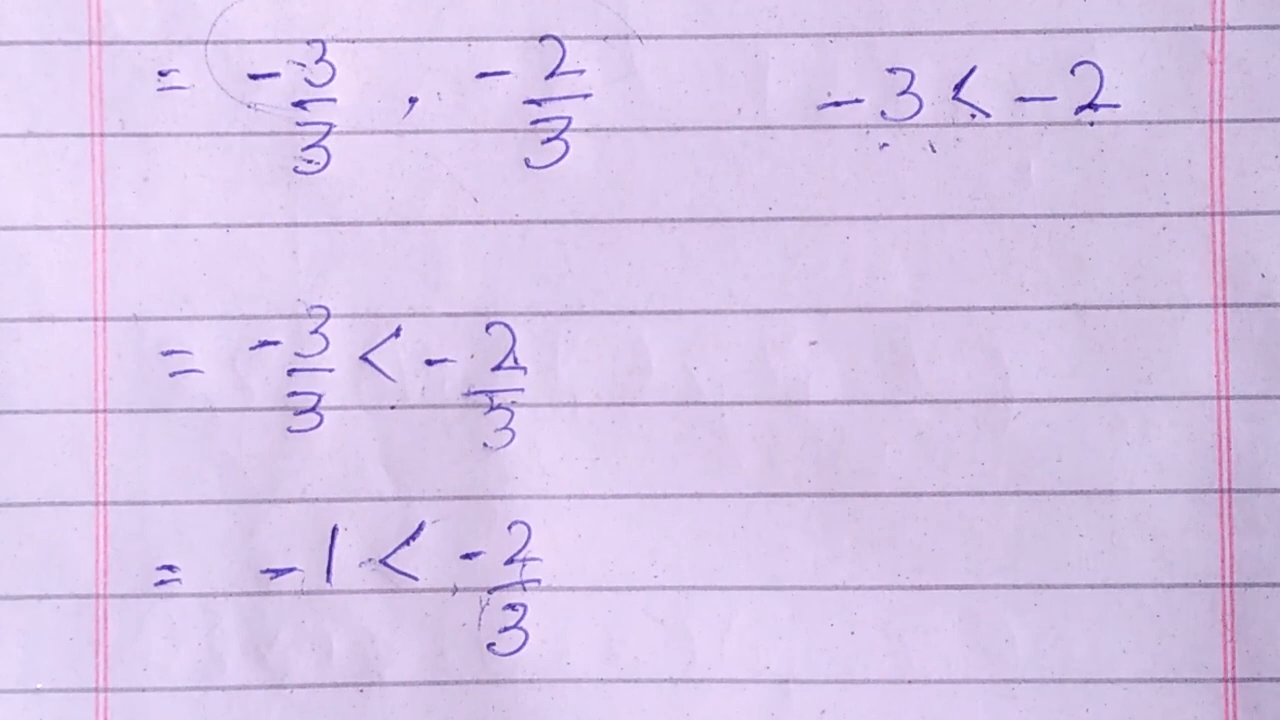 = -3/3 , -2/3 -3 < -2
= -3/3 < -2/3
= -1 < -2/3